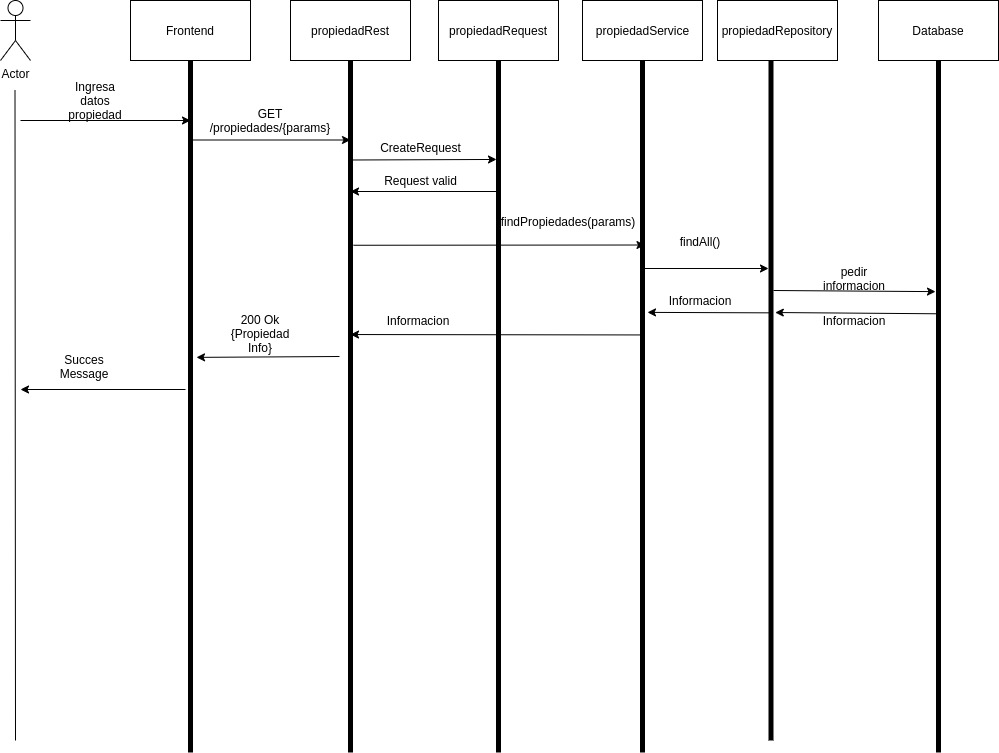 Frontend
propiedadRest
propiedadRequest
propiedadService
propiedadRepository
Database
Actor
Ingresa
datos
propiedad
GET
/propiedades/{params}
CreateRequest
Request valid
findPropiedades(params)
findAll()
pedir
informacion
Informacion
Informacion
Informacion
200 Ok
{Propiedad
Info}
Succes
Message